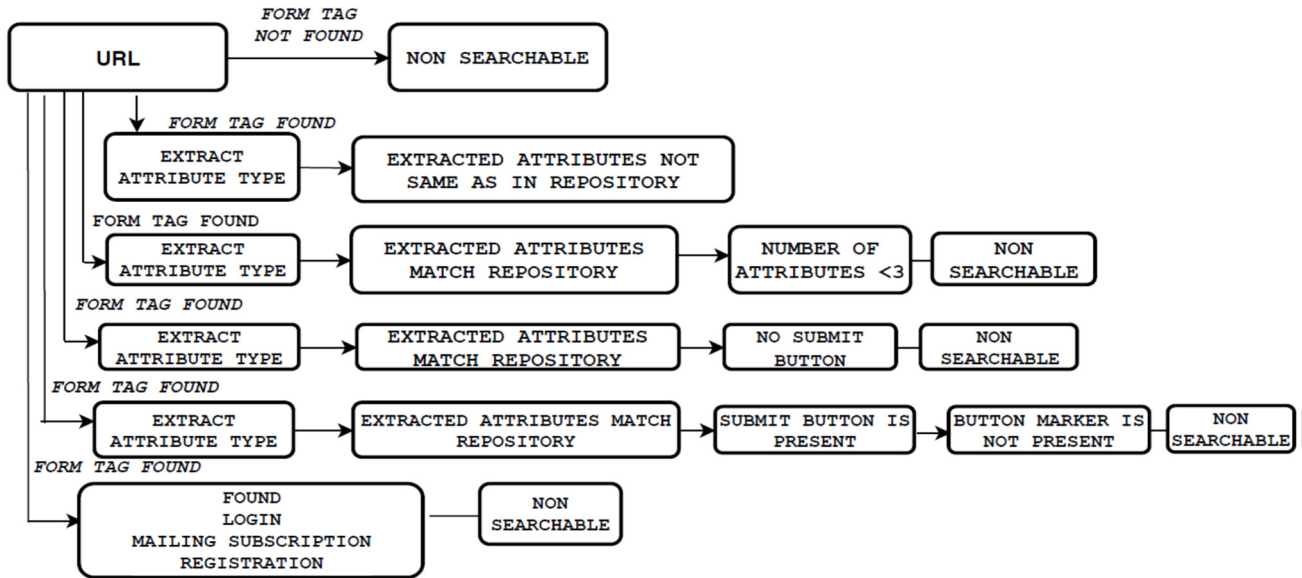 FORM TAG
NOT FOUND
URL
NON SEARCHABLE
FORM TAG FOUND
EXTRACT
ATTRIBUTE TYPE
EXTRACTED ATTRIBUTES NOT
SAME AS IN REPOSITORY
FORM TAG FOUND
EXTRACT
ATTRIBUTE TYPE
EXTRACTED ATTRIBUTES
MATCH REPOSITORY
NUMBER OF
ATTRIBUTES <3
NON
SEARCHABLE
FORM TAG FOUND
EXTRACT
ATTRIBUTE TYPE
EXTRACTED ATTRIBUTES
MATCH REPOSITORY
NO SUBMIT
BUTTON
NON
SEARCHABLE
FORM TAG FOUND
EXTRACT
ATTRIBUTE TYPE
EXTRACTED ATTRIBUTES MATCH
REPOSITORY
SUBMIT BUTTON IS
PRESENT
BUTTON MARKER IS
NOT PRESENT
NON
SEARCHABLE
FORM TAG FOUND
FOUND
LOGIN
MAILING SUBSCRIPTION
REGISTRATION
NON
SEARCHABLE